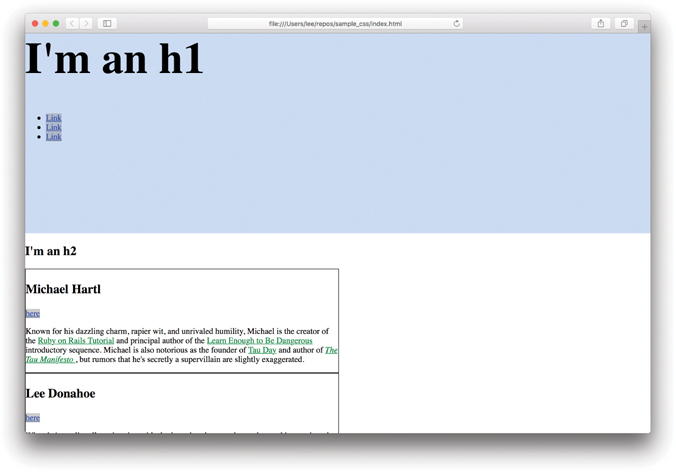 file:///Users/lee/repos/sample_css/index.html
I'm an h1
Link
Link
Link
I'm an h2
Michael Hartl
here
Known for his dazzling charm, rapier wit, and unrivaled humility, Michael is the creator of
the Ruby on Rails Tutorial and principal author of the Learn Enough to Be Dangerous
introductory sequence. Michael is also notorious as the founder of Tau Day and author of The
Tau Manifesto , but rumors that he's secretly a supervillain are slightly exaggerated.
Lee Donahoe
here